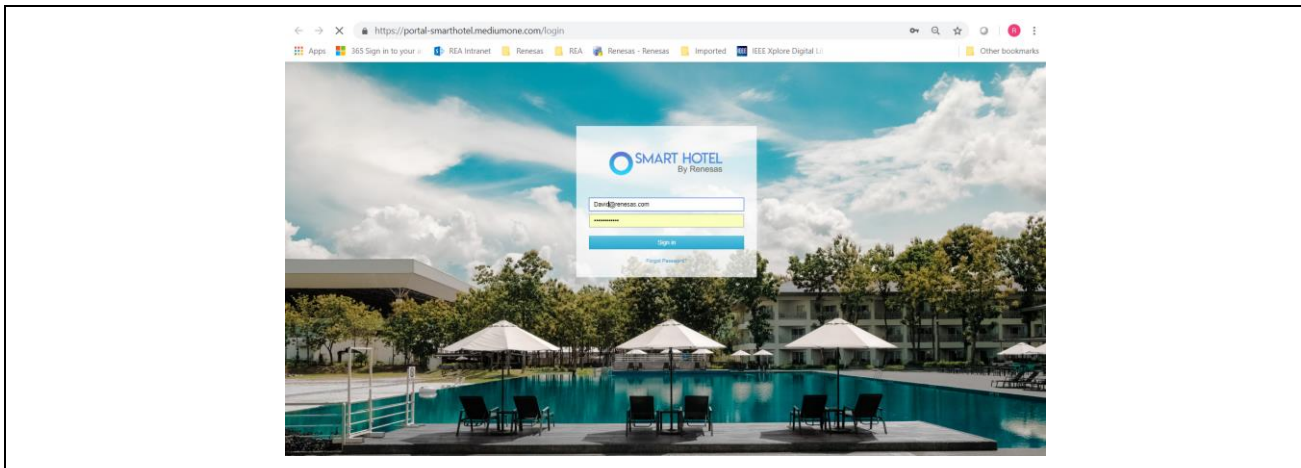 https://portal-smarthotel.mediumone.com/login
Apps 365 Sign in to your a REA Intranet Renesas REA Renesas - Renesas Imported IEEE Xplore Digital Li Other bookmarks
SMART HOTEL
By Renesas
David@renesas.com
Sign in
Forgot Password?